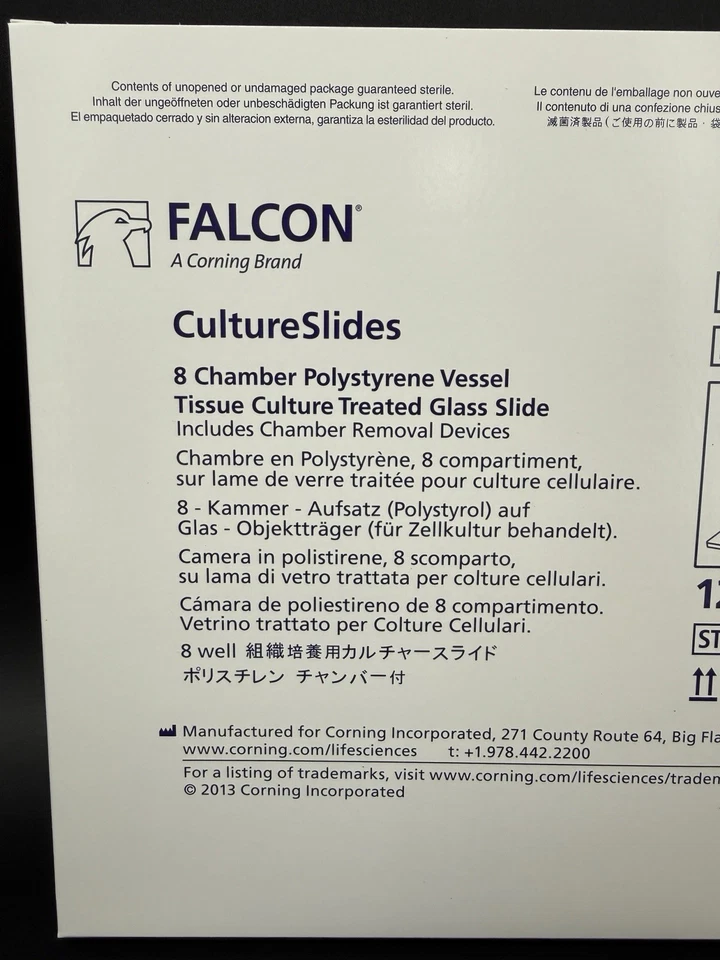 Contents of unopened or undamaged package guaranteed sterile.
Inhalt der ungeöffneten oder unbeschädigten Packung ist garantiert steril.
El empaquetado cerrado y sin alteracion externa, garantiza la esterilidad del producto.
Le contenu de l'emballage non
Il contenuto di una confezione
滅菌済製品(ご使用の前に製品・袋
FALCON®
A Corning Brand
CultureSlides
8 Chamber Polystyrene Vessel
Tissue Culture Treated Glass Slide
Includes Chamber Removal Devices
Chambre en Polystyrène, 8 compartiment,
sur lame de verre traitée pour culture cellulaire.
8 - Kammer - Aufsatz (Polystyrol) auf
Glas - Objektträger (für Zellkultur behandelt).
Camera in polistirene, 8 scomparto,
su lama di vetro trattata per colture cellulari.
Cámara de poliestireno de 8 compartimento.
Vetrino trattato per Colture Cellulari.
8 well 組織培養用カルチャースライド
ポリスチレン チャンバー付
Manufactured for Corning Incorporated, 271 County Route 64, Big
www.corning.com/lifesciences t: +1.978.442.2200
For a listing of trademarks, visit www.corning.com/lifesciences/
© 2013 Corning Incorporated